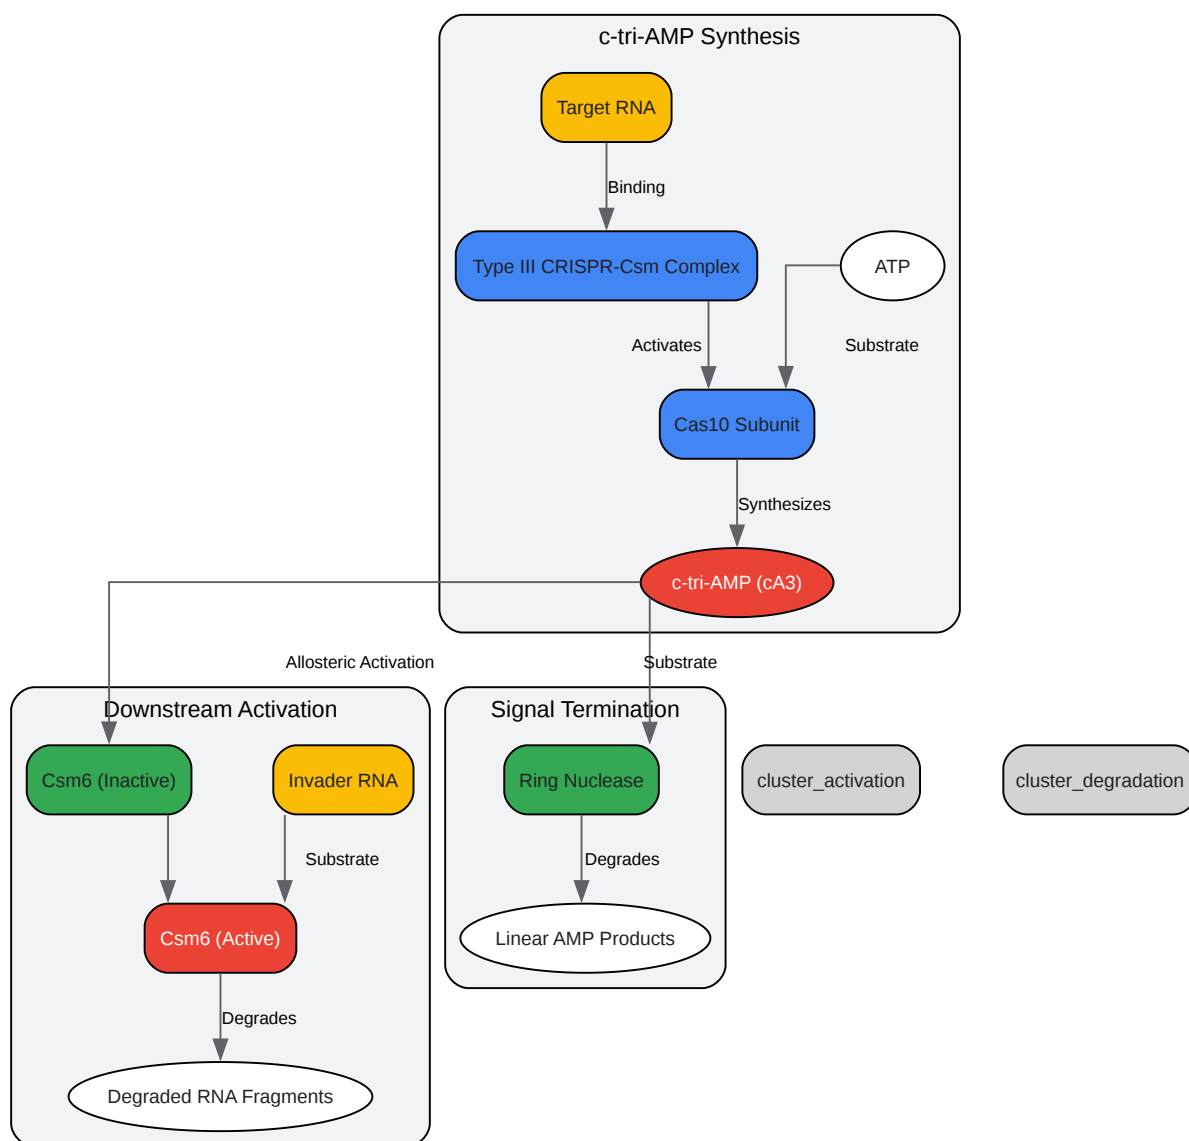 c-tri-AMP Synthesis
Target RNA
Binding
Type III CRISPR-Csm Complex
ATP
Activates
Substrate
Cas10 Subunit
Synthesizes
c-tri-AMP (cA3)
Allosteric Activation
Substrate
Downstream Activation
Signal Termination
Csm6 (Inactive)
Invader RNA
Ring Nuclease
cluster_activation
cluster_degradation
Substrate
Degrades
Csm6 (Active)
Linear AMP Products
Degrades
Degraded RNA Fragments